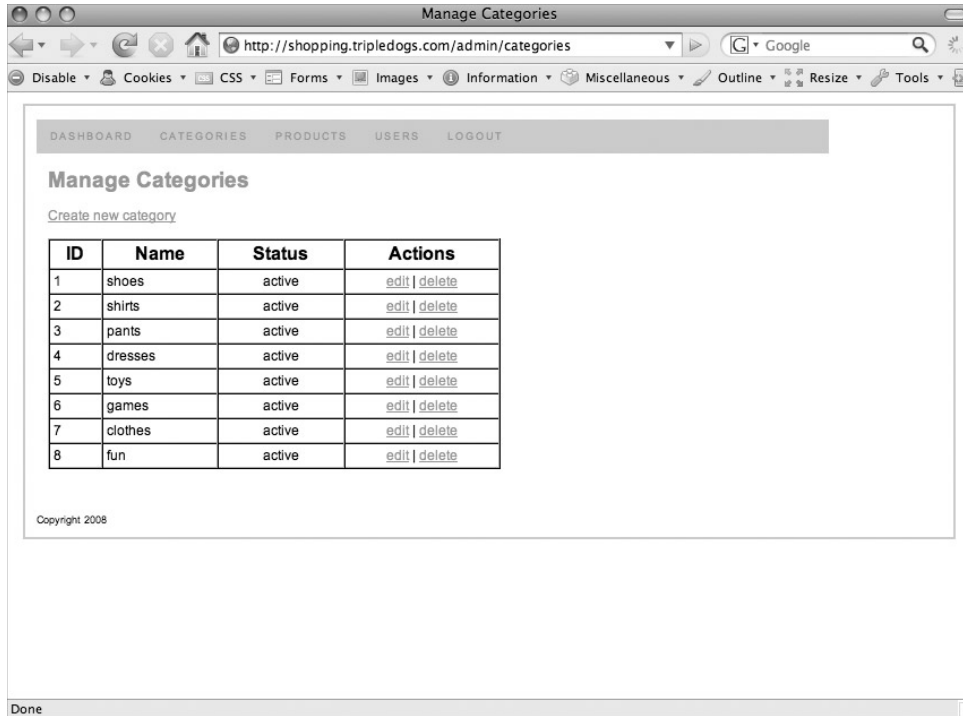 Manage Categories
http://shopping.tripledogs.com/admin/categories G Google
Disable Cookies CSS Forms Images Information Miscellaneous Outline Resize Tools
DASHBOARD CATEGORIES PRODUCTS USERS LOGOUT
Manage Categories
Create new category
ID Name Status Actions
1 shoes active edit | delete
2 shirts active edit | delete
3 pants active edit | delete
4 dresses active edit | delete
5 toys active edit | delete
6 games active edit | delete
7 clothes active edit | delete
8 fun active edit | delete
Copyright 2008
Done